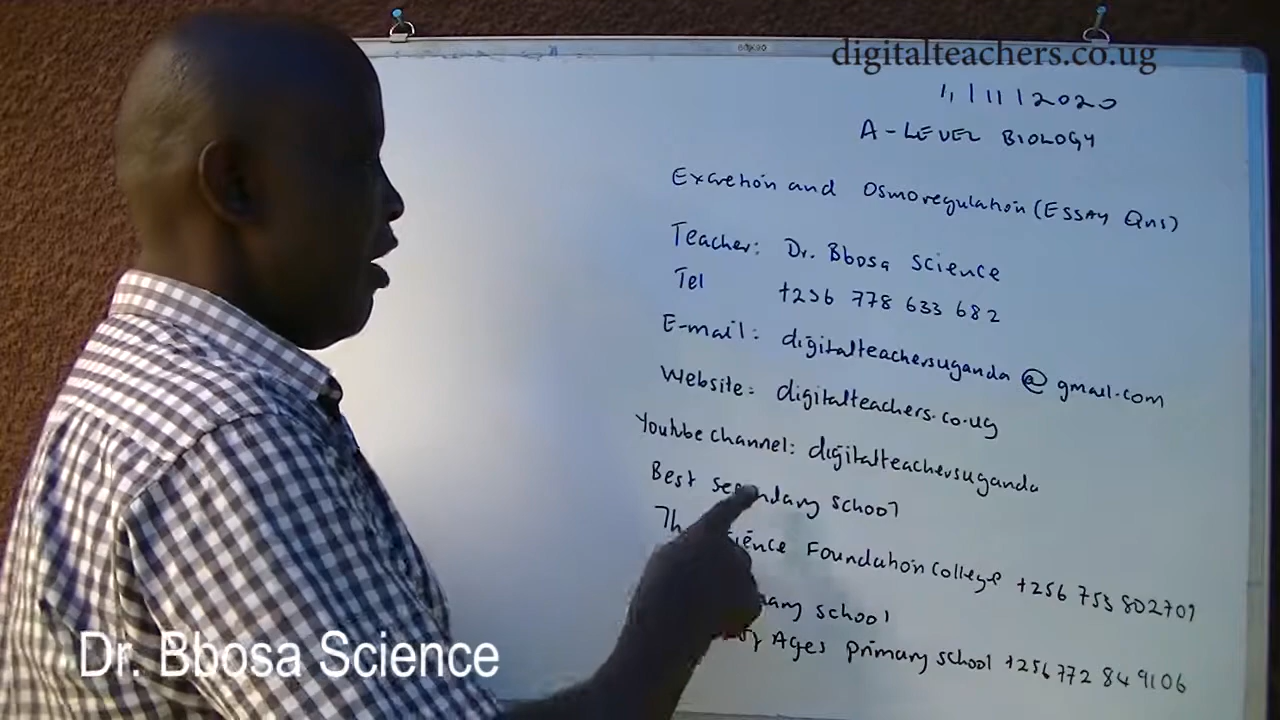 digitalteachers.co.ug
1/11/2020
A-LEVEL BIOLOGY
Excretion and Osmoregulation (ESSAY Qns)
Teacher: Dr. Bbosa Science
Tel +256 778 633 682
E-mail: digitalteachersuganda @ gmail.com
Website: digitalteachers.co.ug
Youtube channel: digitalteachersuganda
Best secondary school
Foundation College +256 753 802709
school
Ages primary school +256 772 849106
Dr. Bbosa Science